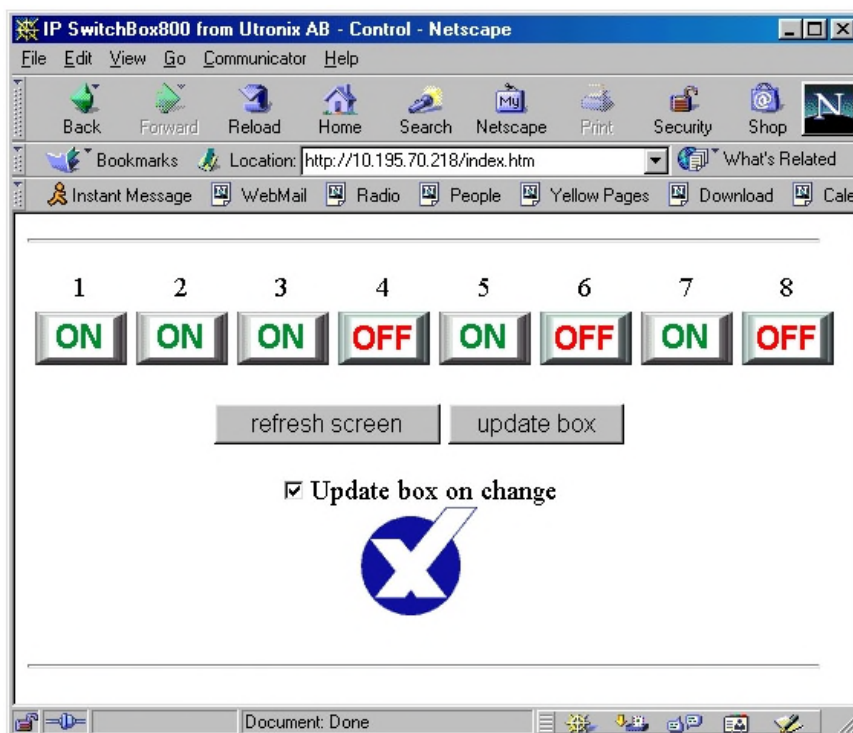 IP SwitchBox800 from Utronix AB - Control - Netscape
File Edit View Go Communicator Help
Back Forward Reload Home Search My Netscape Print Security Shop N
Bookmarks Location: http://10.195.70.218/index.htm What's Related
Instant Message WebMail Radio People Yellow Pages Download Cale
1 2 3 4 5 6 7 8
ON ON ON OFF ON OFF ON OFF
refresh screen update box
Update box on change
Document: Done